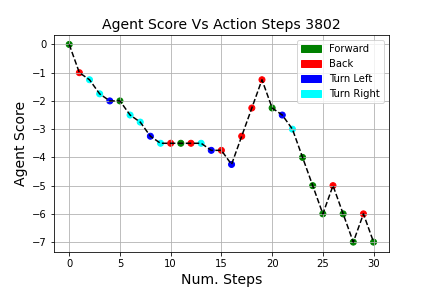 Agent Score Vs Action Steps 3802
Forward
Back
Turn Left
Turn Right
Agent Score
0
−1
−2
−3
−4
−5
−6
−7
0 5 10 15 20 25 30
Num. Steps